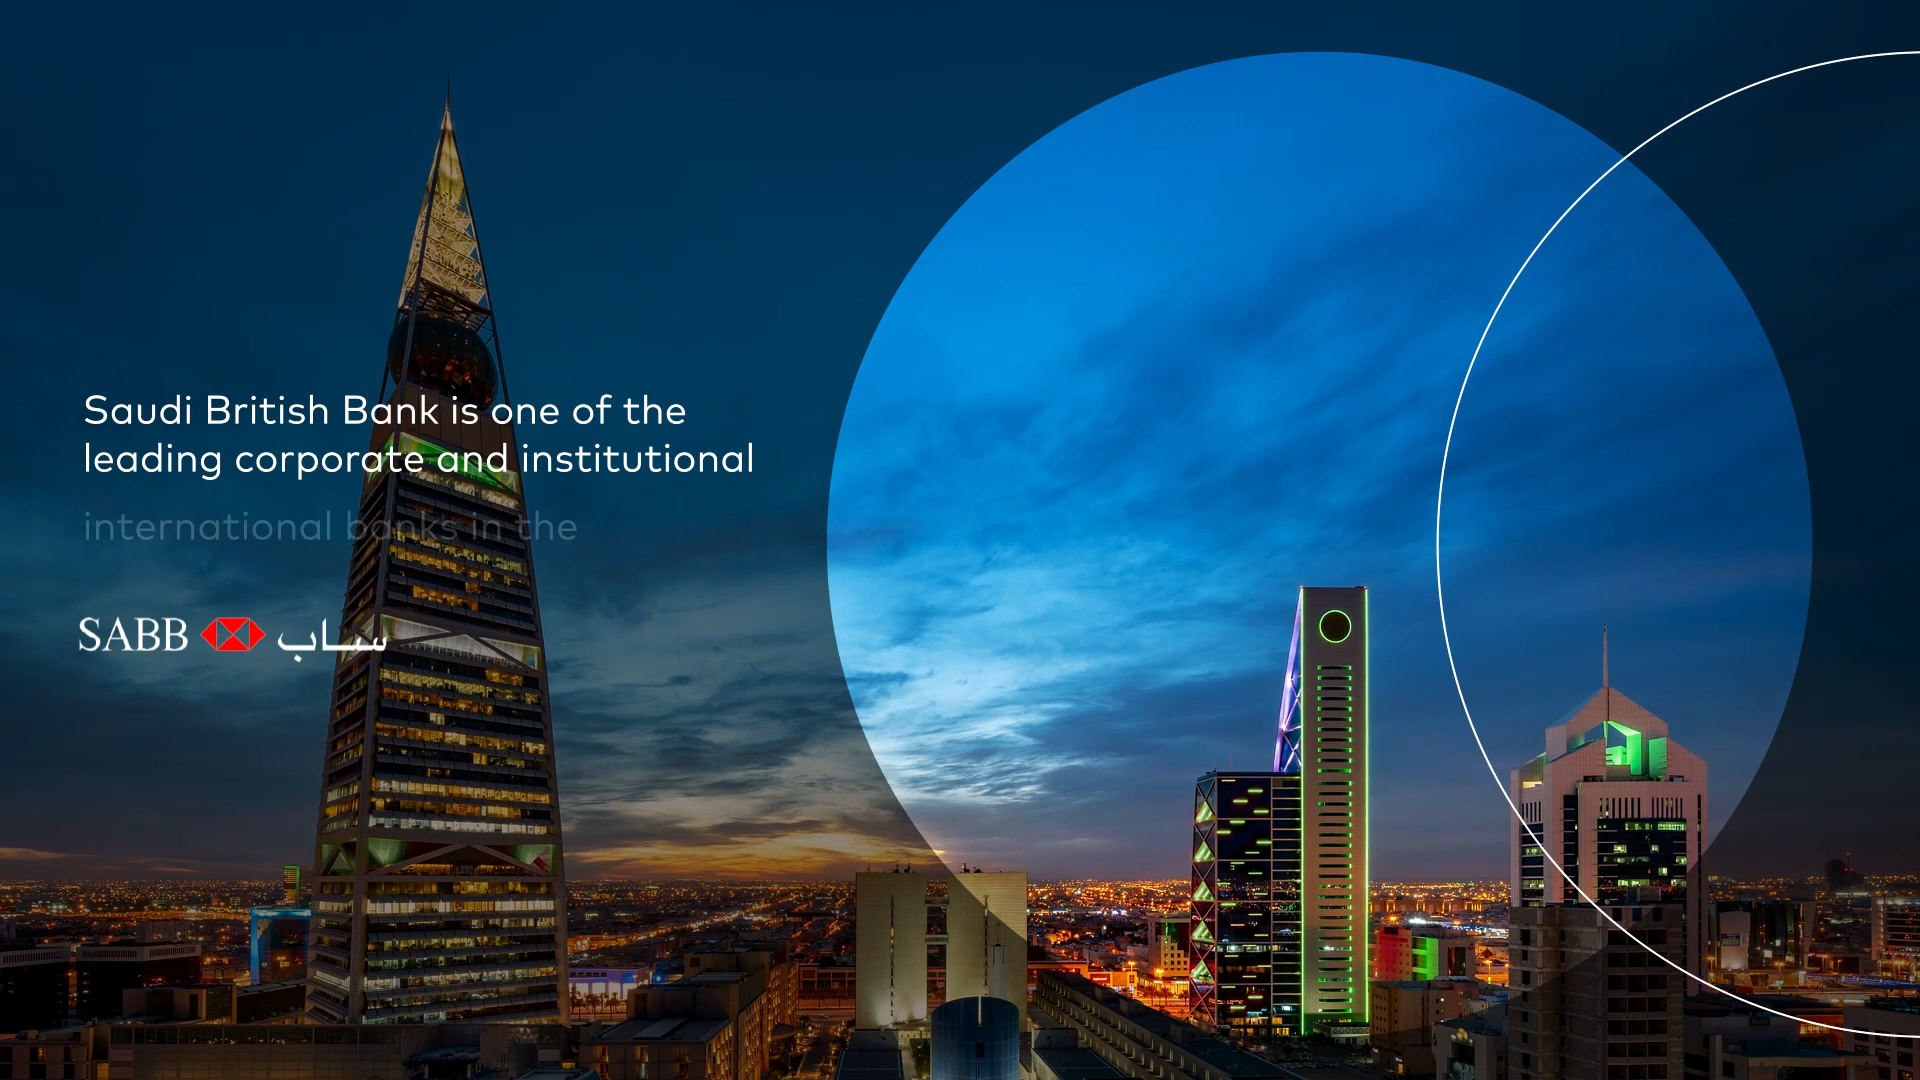 Saudi British Bank is one of the
leading corporate and institutional
international banks in the
SABB ساب